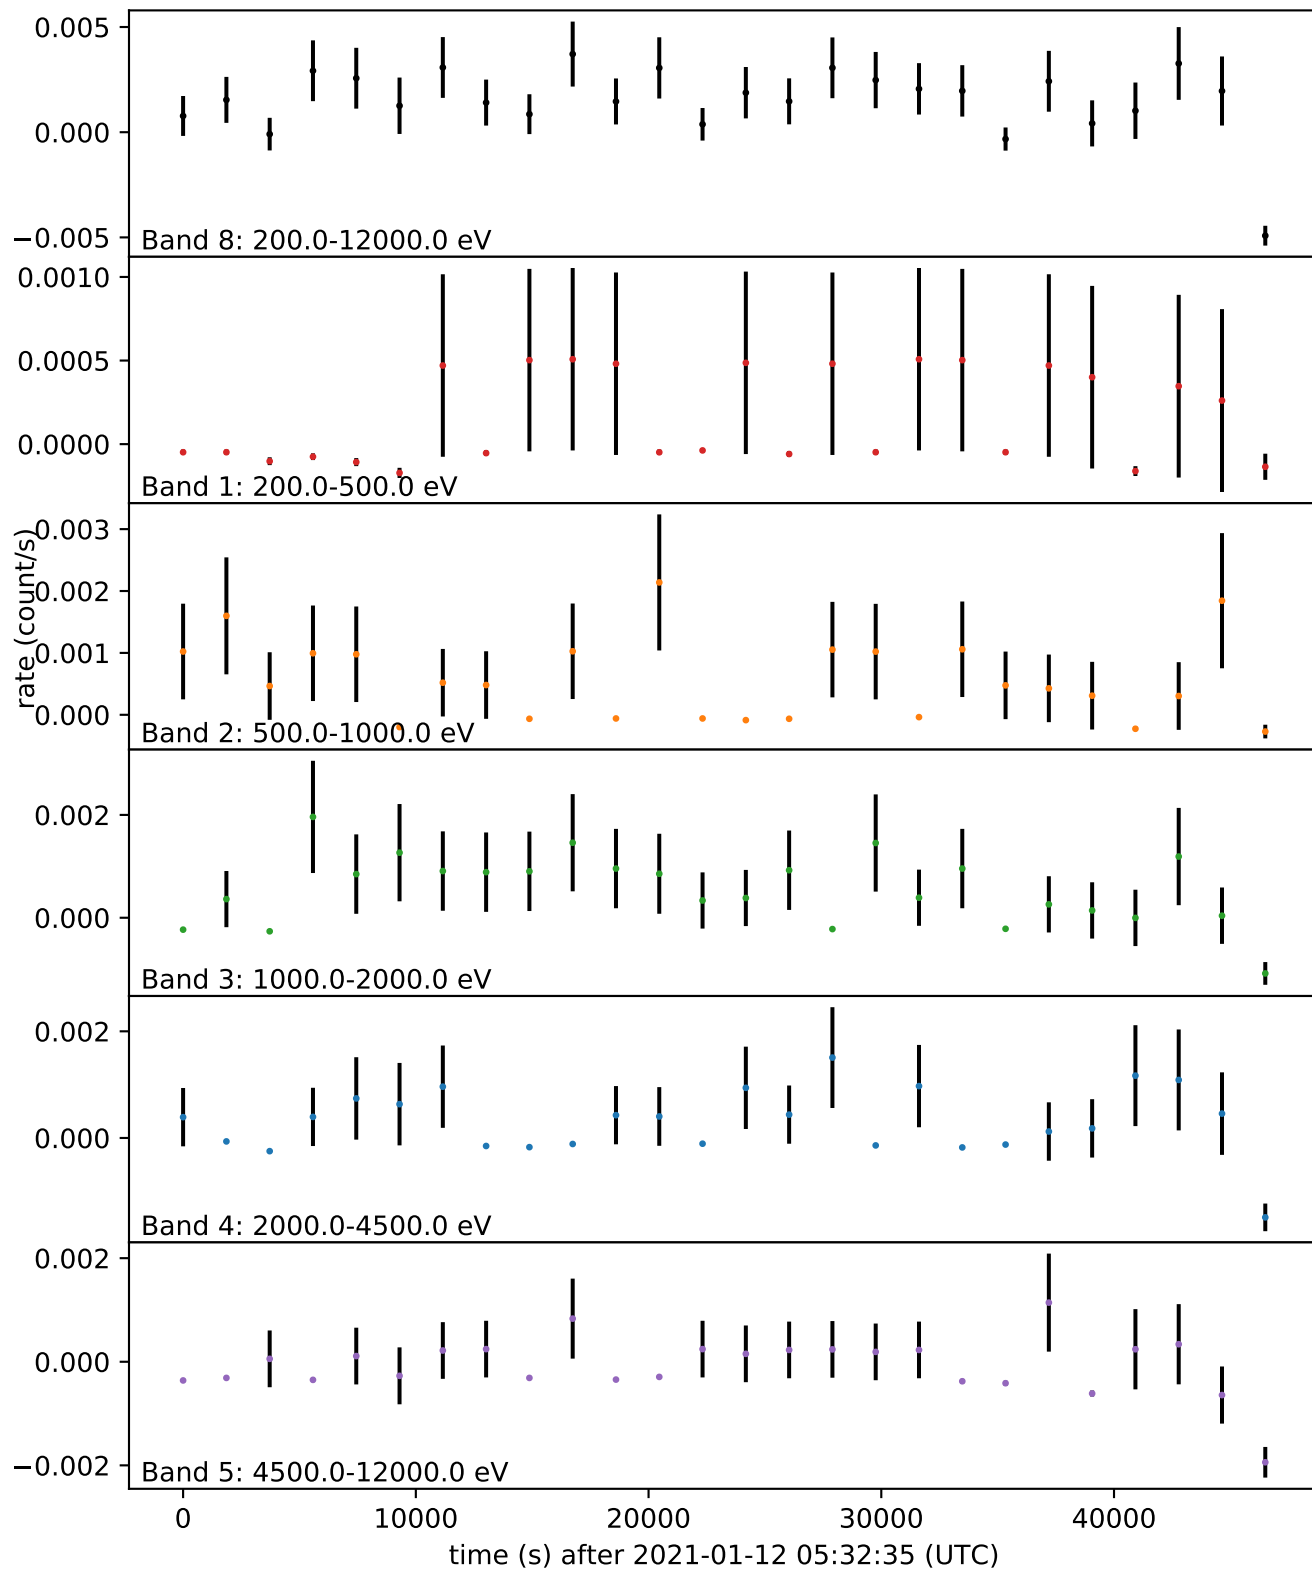 0.005
0.000
−0.005
Band 8: 200.0-12000.0 eV
0.0010
0.0005
0.0000
Band 1: 200.0-500.0 eV
rate (count/s)
0.003
0.002
0.001
0.000
Band 2: 500.0-1000.0 eV
0.002
0.000
Band 3: 1000.0-2000.0 eV
0.002
0.000
Band 4: 2000.0-4500.0 eV
0.002
0.000
−0.002
Band 5: 4500.0-12000.0 eV
0 10000 20000 30000 40000
time (s) after 2021-01-12 05:32:35 (UTC)